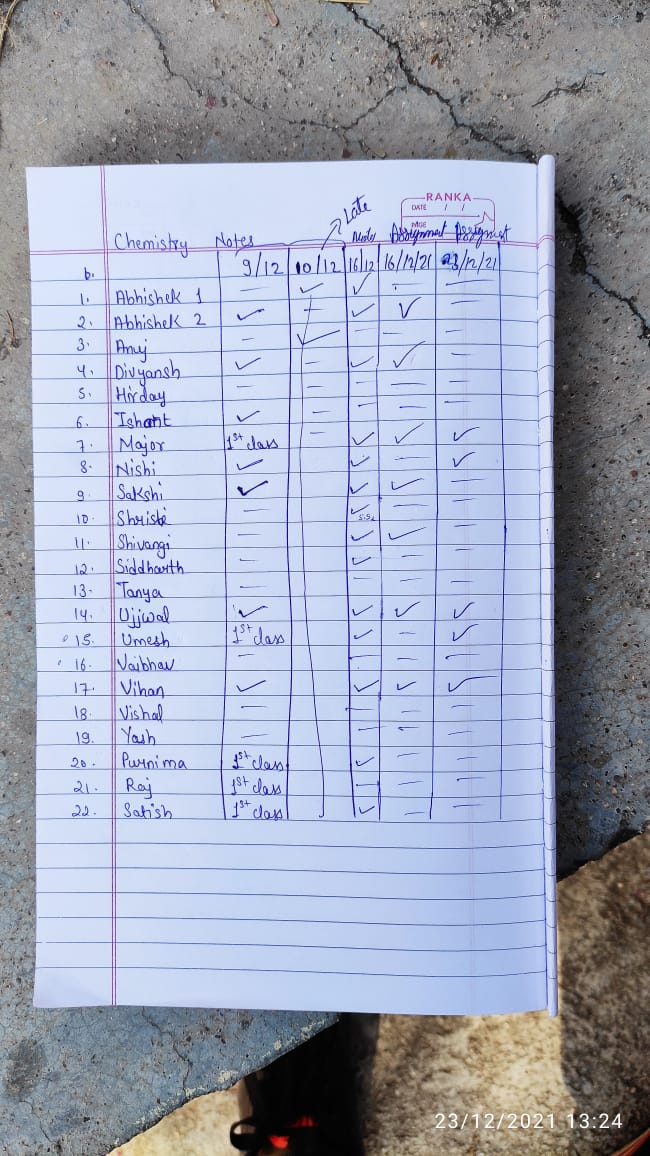 RANKA
DATE / /
PAGE
Late
Chemistry Notes Notes Assignment Assignment
9/12 10/12 16/12 16/12/21 23/12/21
1. Abhishek 1 — ✓ ✓ — —
2. Abhishek 2 ✓ — ✓ ✓ —
3. Anuj — ✓ — — —
4. Divyansh ✓ — ✓ ✓ —
5. Hirday — — — — —
6. Ishant ✓ — — — —
7. Major 1st class — ✓ ✓ ✓
8. Nishi ✓ ✓ — ✓
9. Sakshi ✓ ✓ ✓ —
10. — ✓ — —
11. Shivangi — ✓ ✓ —
12. Siddharth — ✓ — —
13. Tanya — — — —
14. Ujjwal ✓ ✓ ✓ ✓
15. Umesh 1st class ✓ — ✓
16. Vaibhav — — — —
17. Vihan ✓ ✓ ✓ ✓
18. Vishal — — — —
19. Yash — — — —
20. Purnima 1st class ✓ — —
21. Raj 1st class — — —
22. Satish 1st class ✓ — —
23/12/2021 13:24